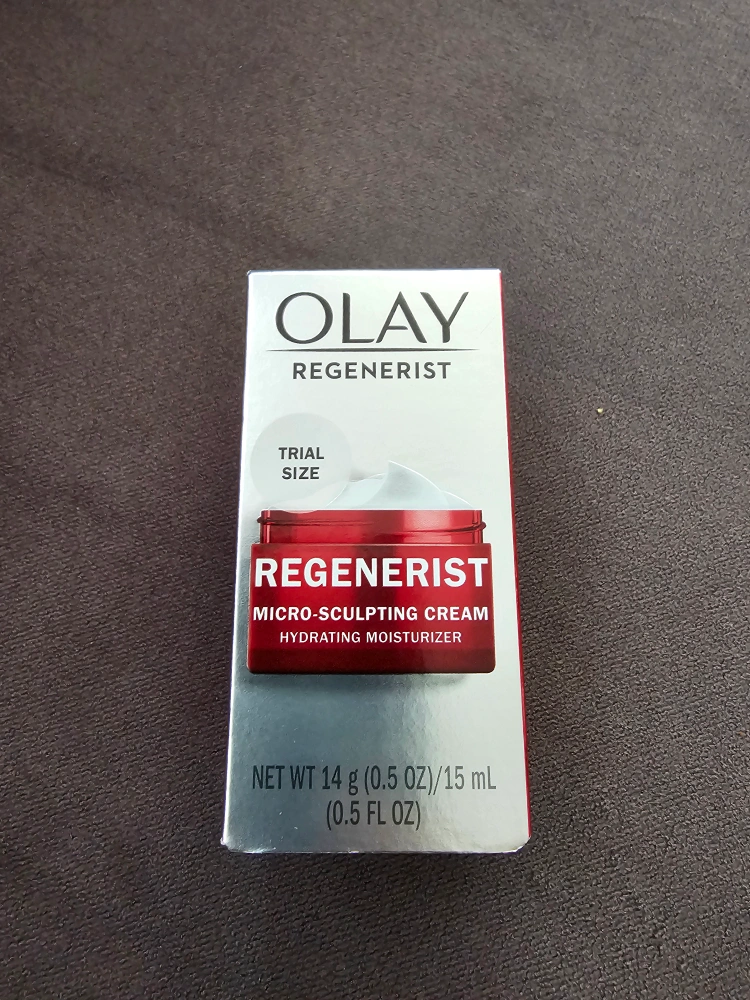 OLAY
REGENERIST
TRIAL
SIZE
REGENERIST
MICRO-SCULPTING CREAM
HYDRATING MOISTURIZER
NET WT 14 g (0.5 OZ)/15 mL
(0.5 FL OZ)